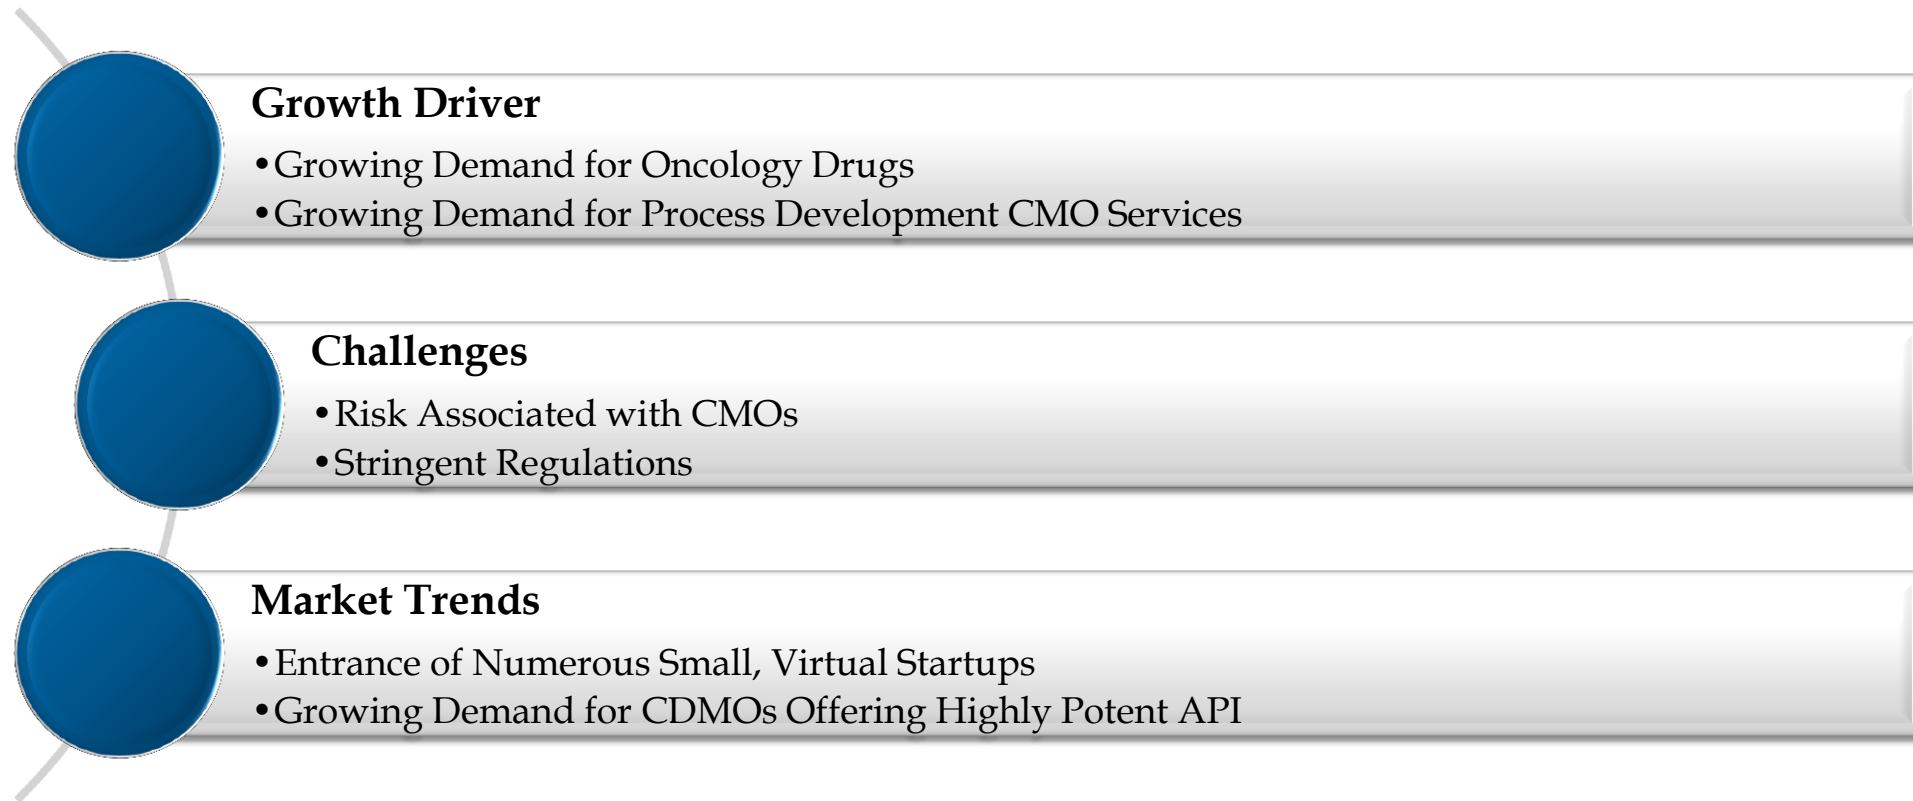 Growth Driver
•Growing Demand for Oncology Drugs
•Growing Demand for Process Development CMO Services
Challenges
•Risk Associated with CMOs
•Stringent Regulations
Market Trends
•Entrance of Numerous Small, Virtual Startups
•Growing Demand for CDMOs Offering Highly Potent API